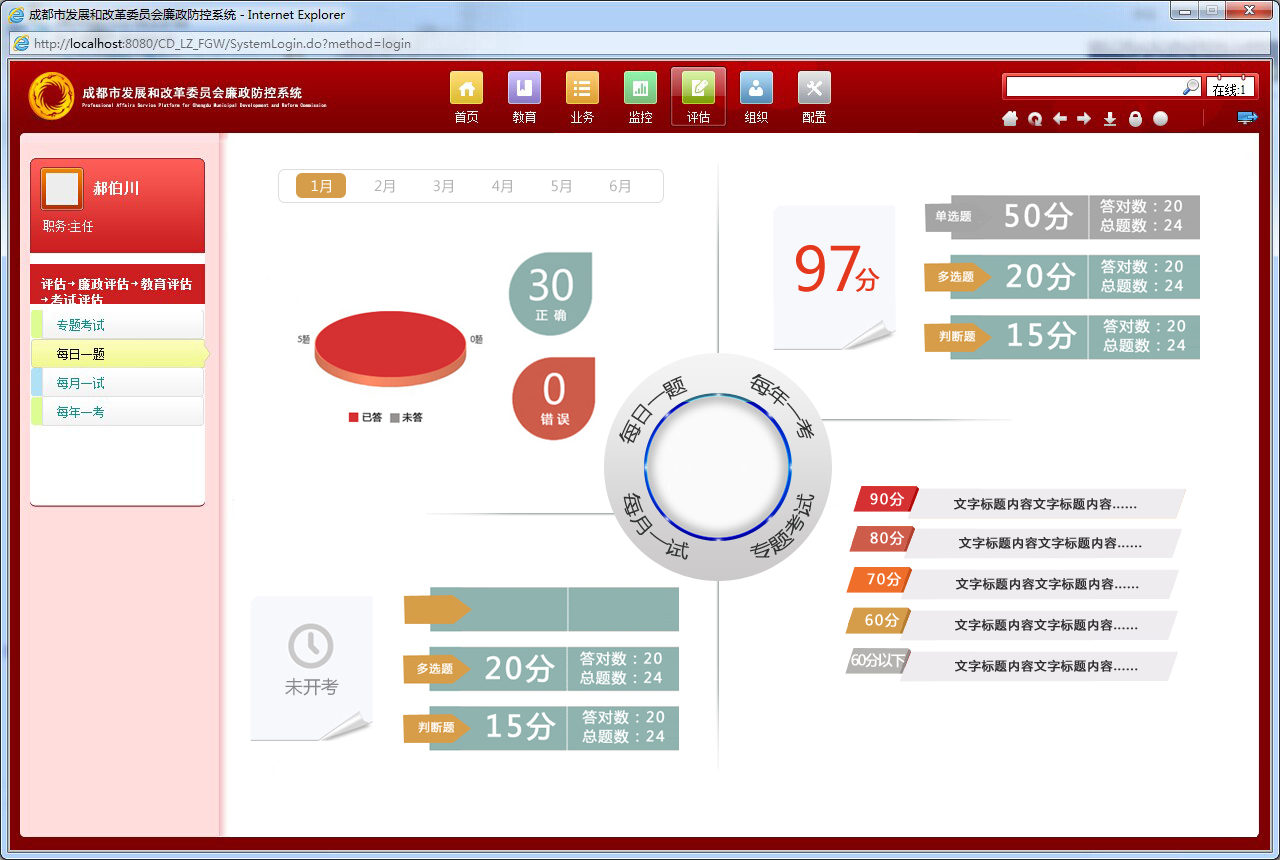 成都市发展和改革委员会廉政防控系统 - Internet Explorer
http://localhost:8080/CD_LZ_FGW/SystemLogin.do?method=login
成都市发展和改革委员会廉政防控系统
Professional Affairs Service Platform for Chengdu Municipal Development and Reform Commission
首页 教育 业务 监控 评估 组织 配置
在线:1
郝伯川
职务:主任
评估→廉政评估→教育评估
→考试评估
专题考试
每日一题
每月一试
每年一考
1月 2月 3月 4月 5月 6月
30
正 确
5题 0题
已答 未答
0
错 误
97分
单选题 50分 答对数：20
总题数：24
多选题 20分 答对数：20
总题数：24
判断题 15分 答对数：20
总题数：24
每日一题
每年一考
每月一试
专题考试
90分 文字标题内容文字标题内容......
80分 文字标题内容文字标题内容......
70分 文字标题内容文字标题内容......
60分 文字标题内容文字标题内容......
60分以下 文字标题内容文字标题内容......
未开考
多选题 20分 答对数：20
总题数：24
判断题 15分 答对数：20
总题数：24